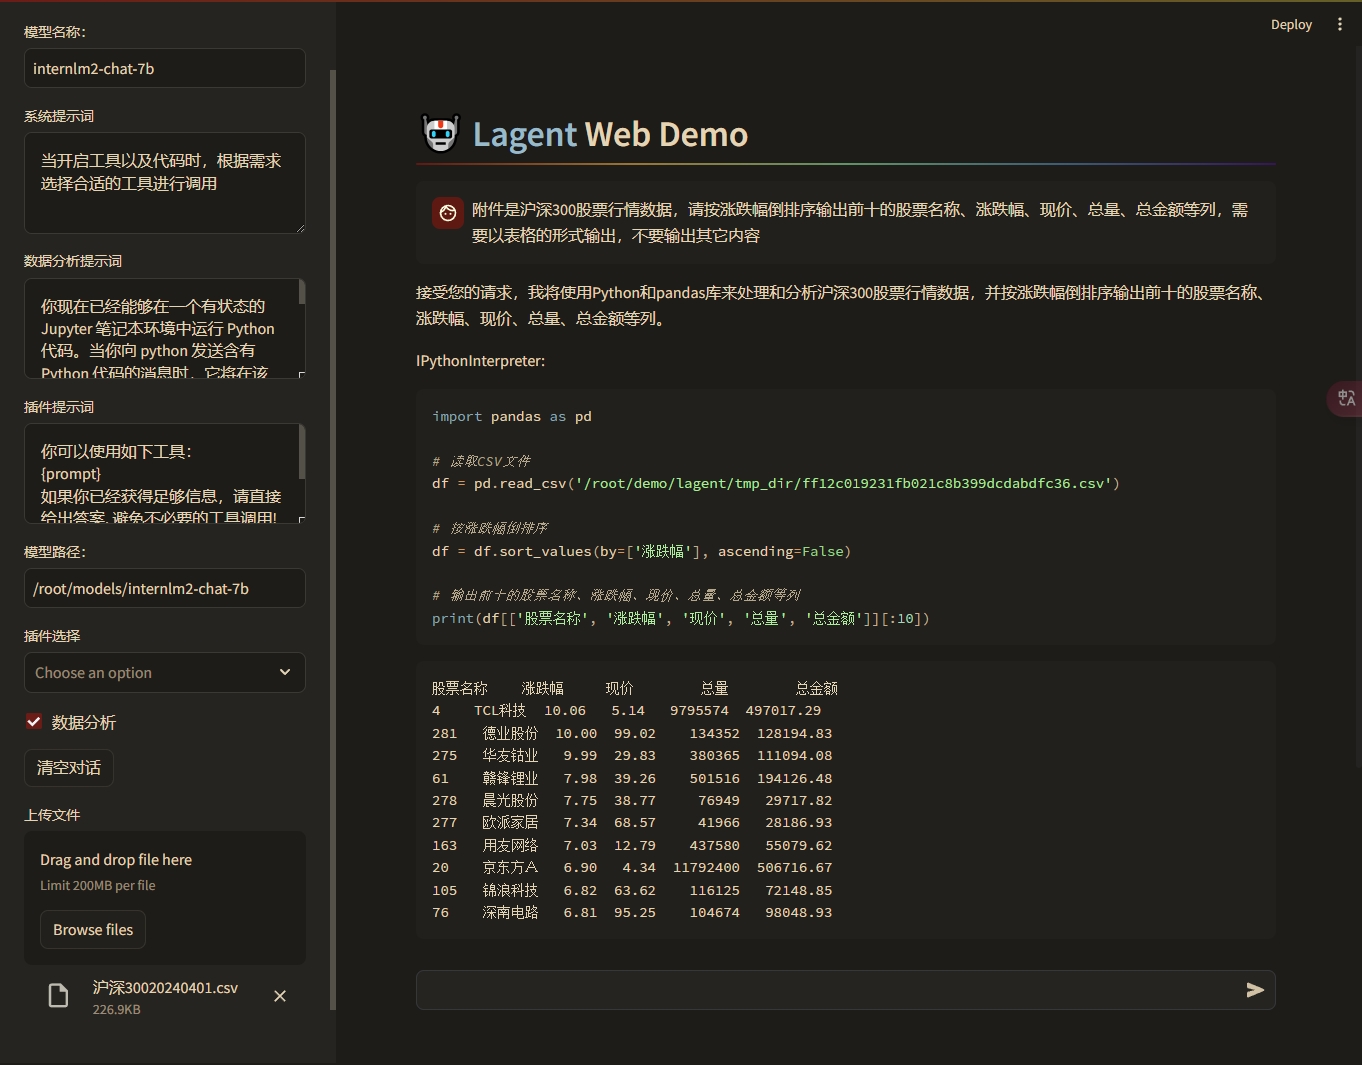 模型名称：
internlm2-chat-7b
系统提示词
当开启工具以及代码时，根据需求
选择合适的工具进行调用
数据分析提示词
你现在已经能够在一个有状态的
Jupyter 笔记本环境中运行 Python
代码。当你向 python 发送含有
Python 代码的消息时，它将在该
插件提示词
你可以使用如下工具：
{prompt}
如果你已经获得足够信息，请直接
给出答案. 避免不必要的工具调用!
模型路径：
/root/models/internlm2-chat-7b
插件选择
Choose an option
数据分析
清空对话
上传文件
Drag and drop file here
Limit 200MB per file
Browse files
沪深30020240401.csv
226.9KB
Deploy
Lagent Web Demo
附件是沪深300股票行情数据，请按涨跌幅倒排序输出前十的股票名称、涨跌幅、现价、总量、总金额等列，需
要以表格的形式输出，不要输出其它内容
接受您的请求，我将使用Python和pandas库来处理和分析沪深300股票行情数据，并按涨跌幅倒排序输出前十的股票名称、
涨跌幅、现价、总量、总金额等列。
IPythonInterpreter:
import pandas as pd
# 读取CSV文件
df = pd.read_csv('/root/demo/lagent/tmp_dir/ff12c019231fb021c8b399dcdabdfc36.csv')
# 按涨跌幅倒排序
df = df.sort_values(by=['涨跌幅'], ascending=False)
# 输出前十的股票名称、涨跌幅、现价、总量、总金额等列
print(df[['股票名称', '涨跌幅', '现价', '总量', '总金额']][:10])
股票名称 涨跌幅 现价 总量 总金额
4 TCL科技 10.06 5.14 9795574 497017.29
281 德业股份 10.00 99.02 134352 128194.83
275 华友钴业 9.99 29.83 380365 111094.08
61 赣锋锂业 7.98 39.26 501516 194126.48
278 晨光股份 7.75 38.77 76949 29717.82
277 欧派家居 7.34 68.57 41966 28186.93
163 用友网络 7.03 12.79 437580 55079.62
20 京东方Ａ 6.90 4.34 11792400 506716.67
105 锦浪科技 6.82 63.62 116125 72148.85
76 深南电路 6.81 95.25 104674 98048.93